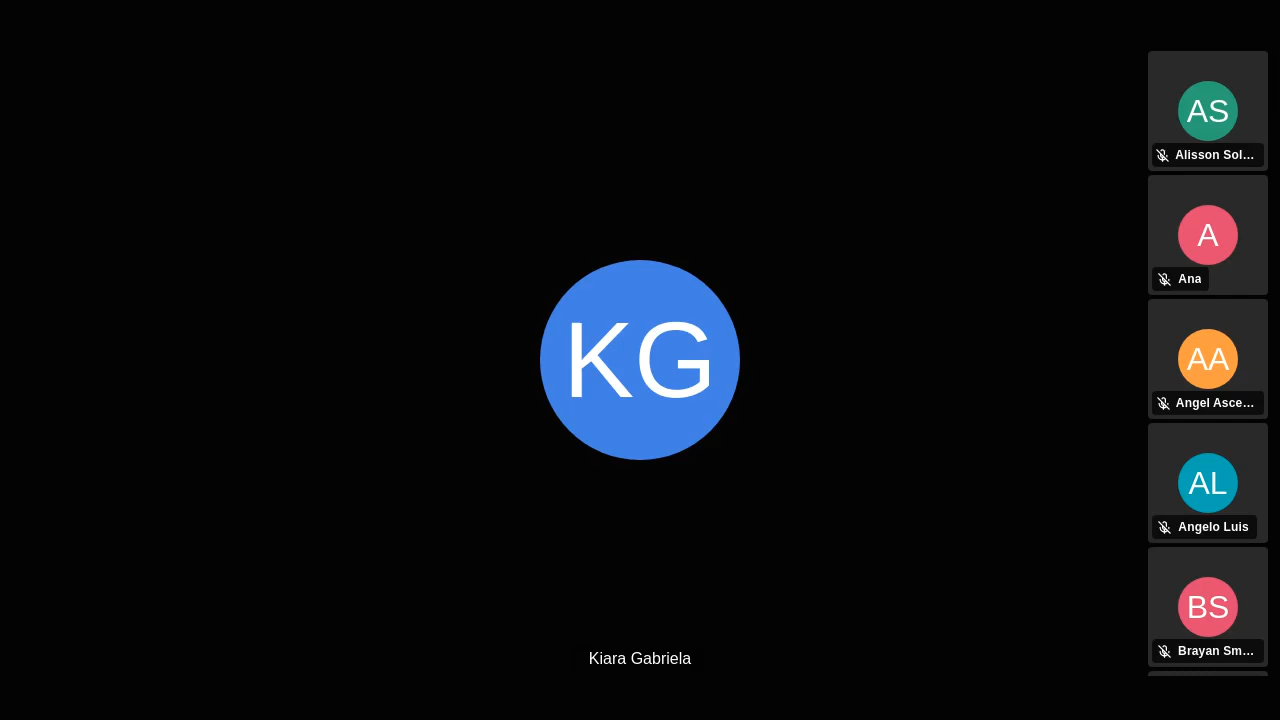 KG
Kiara Gabriela
AS
Alisson Sol...
A
Ana
AA
Angel Asce...
AL
Angelo Luis
BS
Brayan Sm...